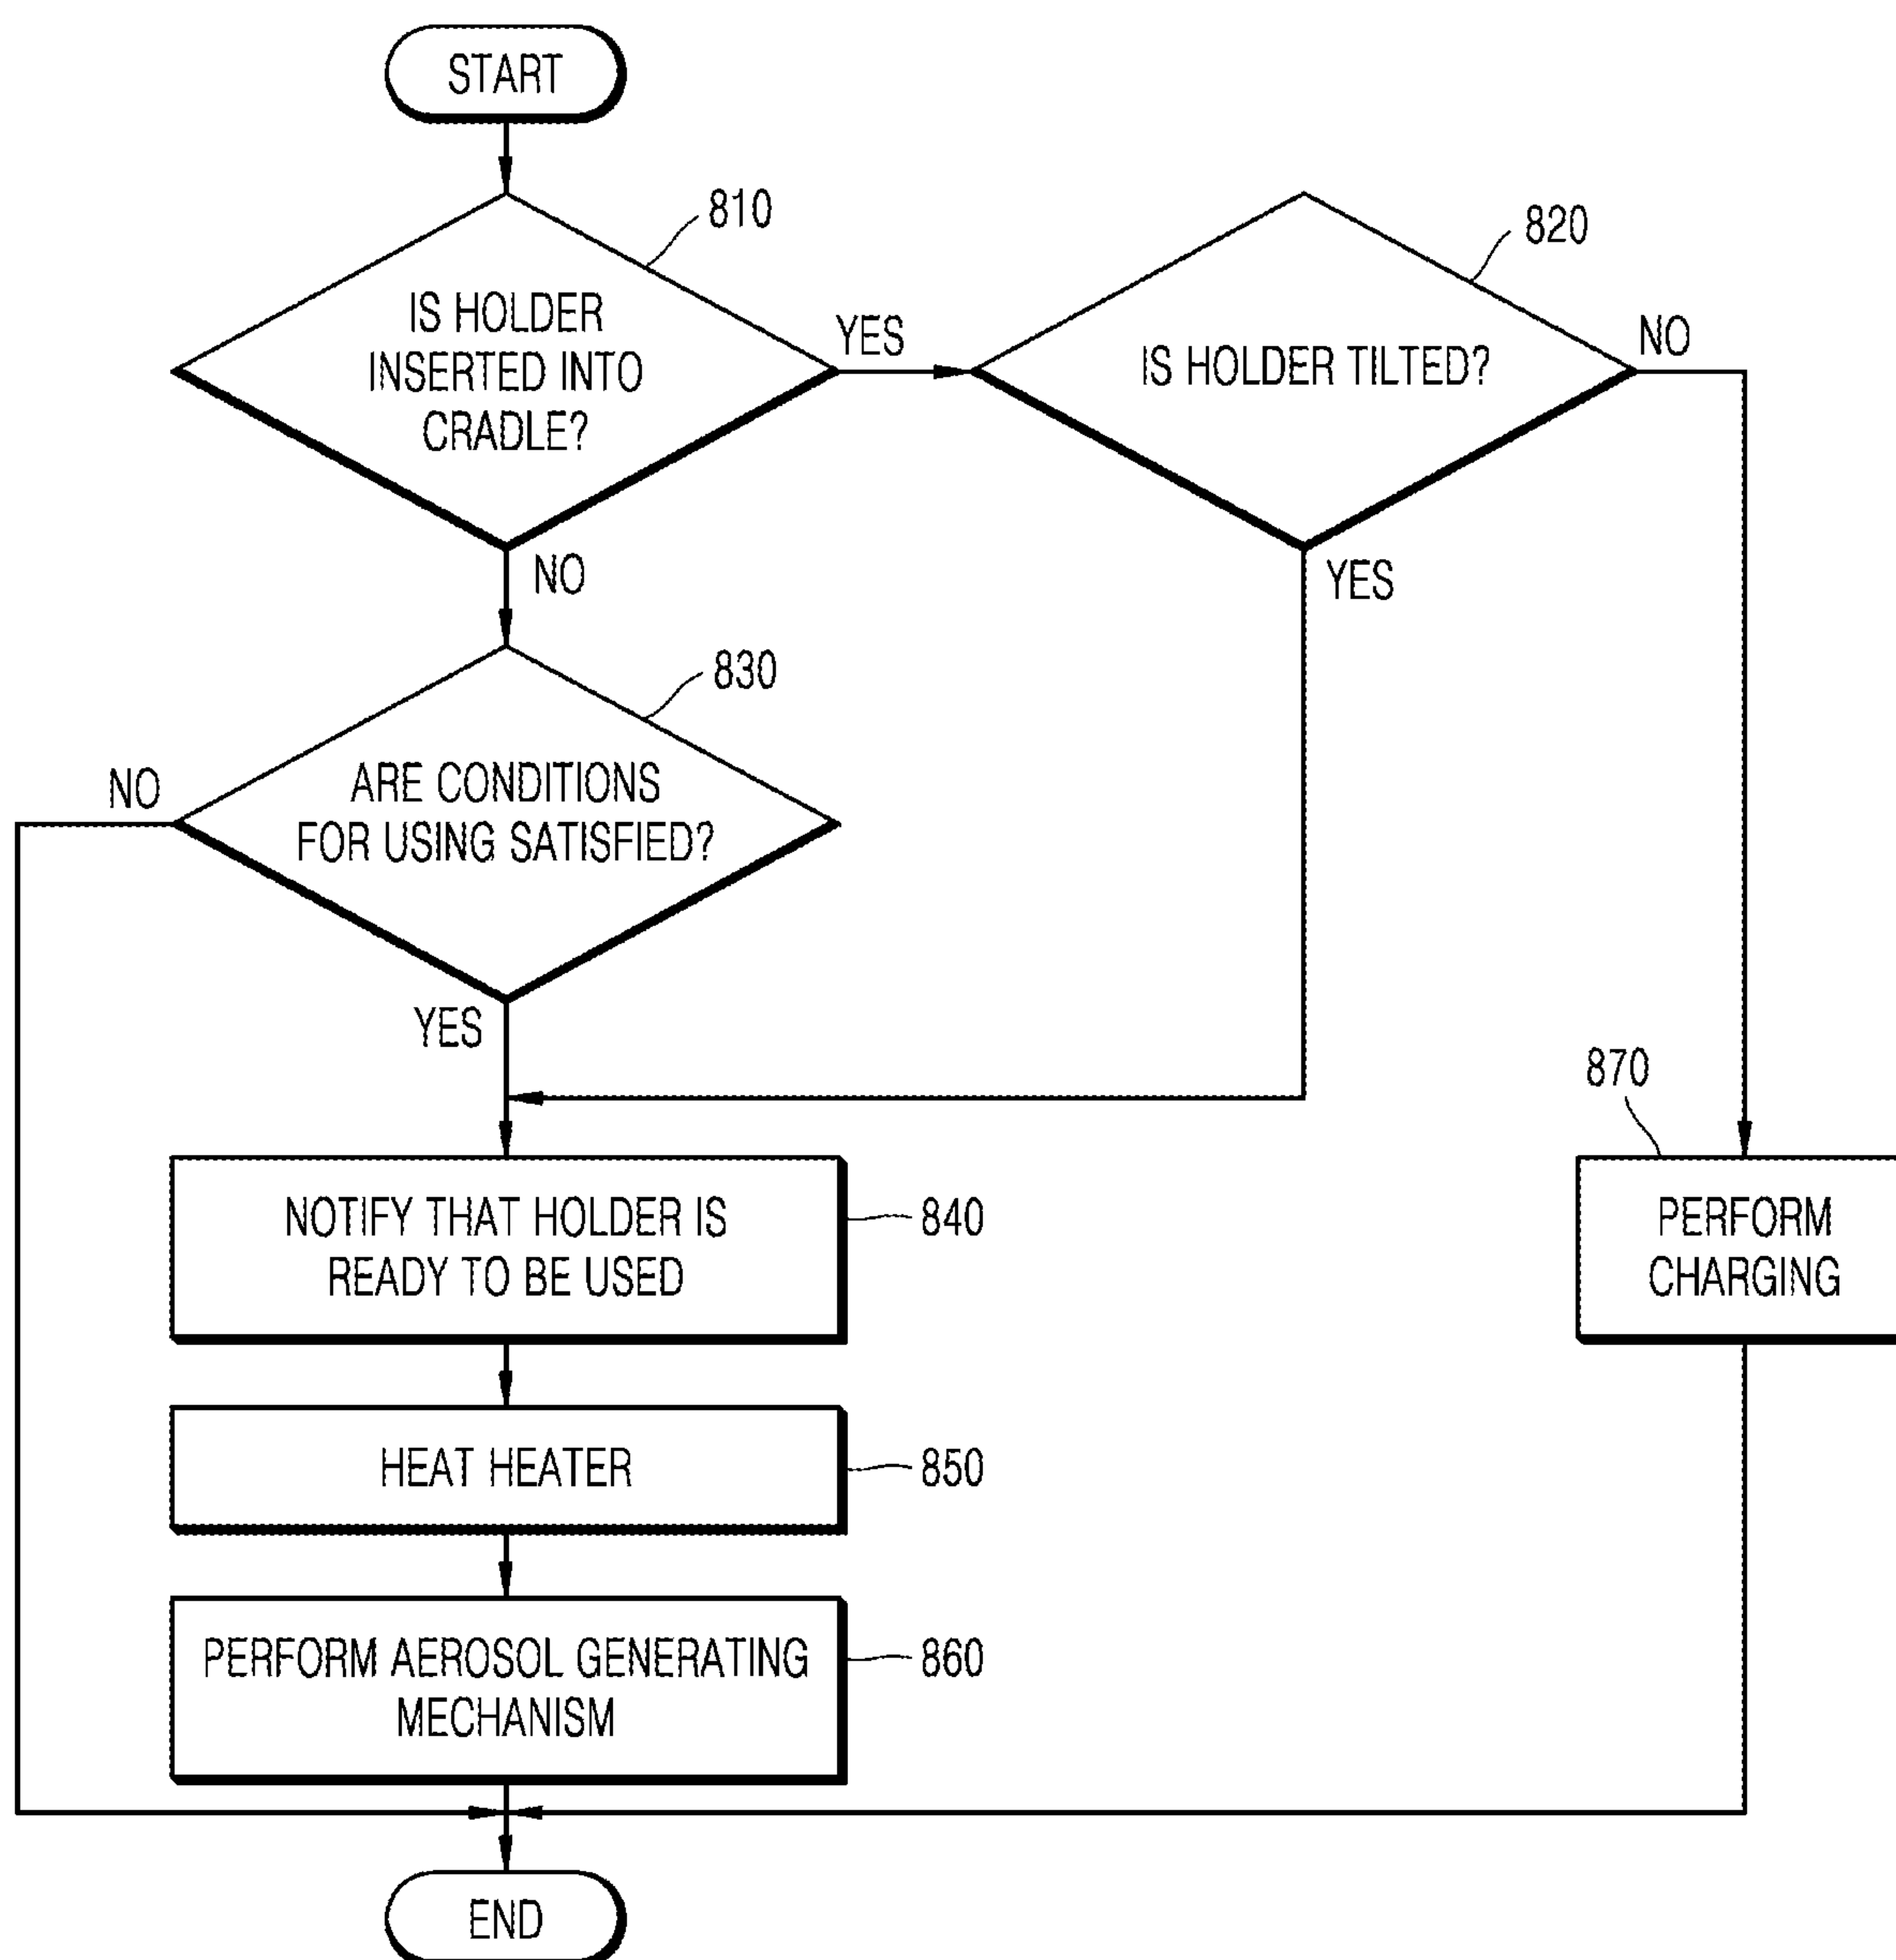 START
810
IS HOLDER
INSERTED INTO
CRADLE?
YES
NO
820
IS HOLDER TILTED?
NO
YES
830
ARE CONDITIONS
FOR USING SATISFIED?
NO
YES
NOTIFY THAT HOLDER IS
READY TO BE USED
840
870
PERFORM
CHARGING
HEAT HEATER
850
PERFORM AEROSOL GENERATING
MECHANISM
860
END